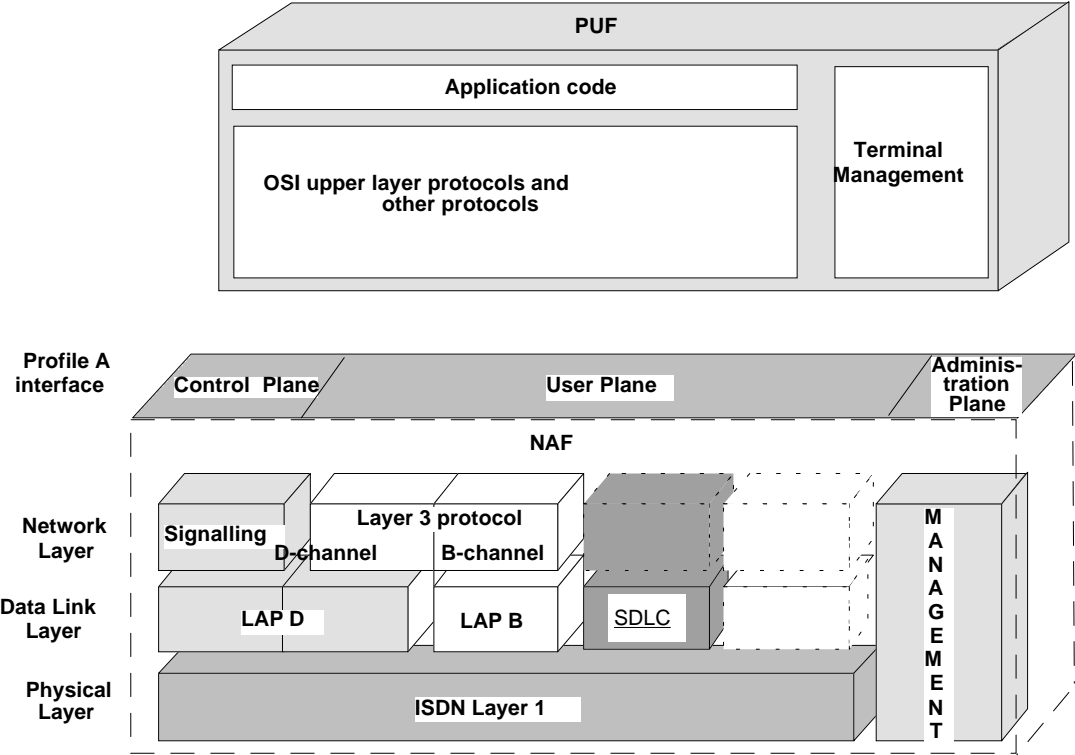 PUF
Application code
OSI upper layer protocols and
other protocols
Terminal
Management
Profile A
interface
Control Plane
User Plane
Adminis-
tration
Plane
NAF
Network
Layer
Signalling
Layer 3 protocol
D-channel
B-channel
Data Link
Layer
LAP D
LAP B
SDLC
Physical
Layer
ISDN Layer 1
M
A
N
A
G
E
M
E
N
T